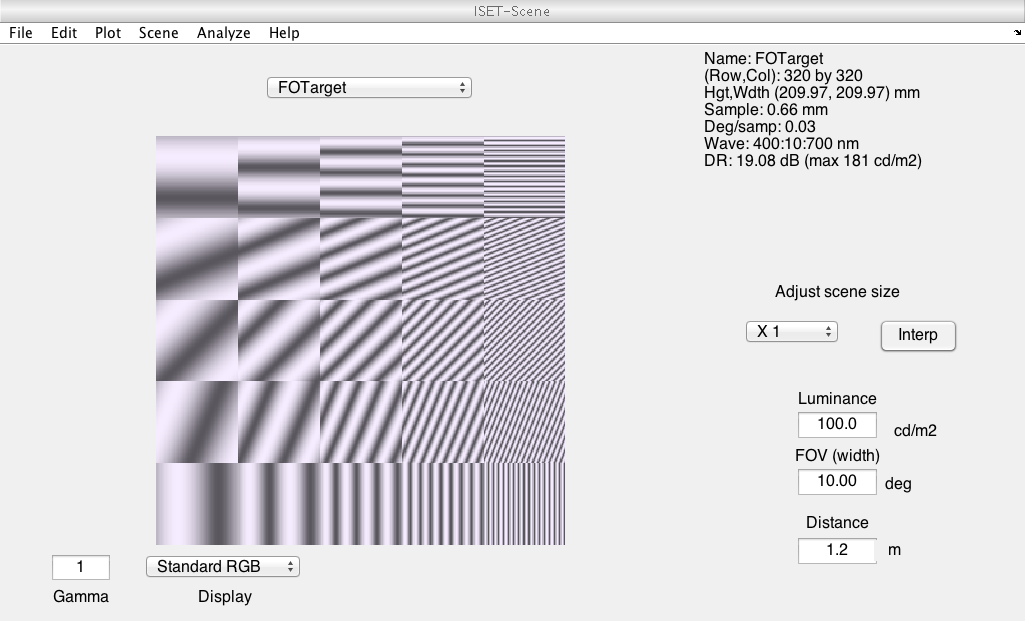 ISET-Scene
File Edit Plot Scene Analyze Help
FOTarget
Name: FOTarget
(Row,Col): 320 by 320
Hgt,Wdth (209.97, 209.97) mm
Sample: 0.66 mm
Deg/samp: 0.03
Wave: 400:10:700 nm
DR: 19.08 dB (max 181 cd/m2)
Adjust scene size
X 1
Interp
Luminance
100.0 cd/m2
FOV (width)
10.00 deg
Distance
1.2 m
1 Standard RGB
Gamma Display